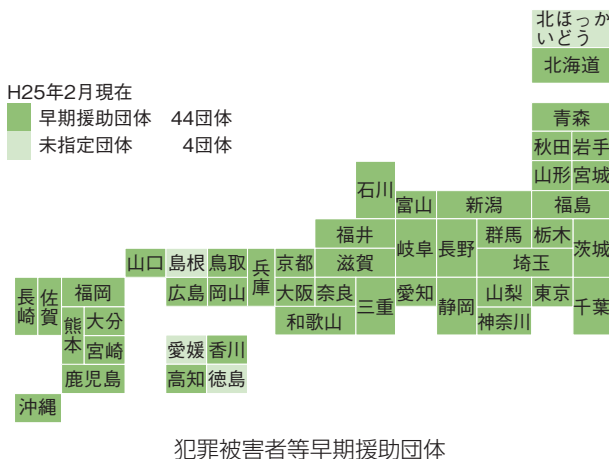 北ほっか
いどう
北海道
H25年2月現在
早期援助団体 44団体
未指定団体 4団体
青森
秋田 岩手
山形 宮城
石川
富山 新潟 福島
福井 岐阜 長野 群馬 栃木 茨城
山口 島根 鳥取 兵庫 京都 滋賀 埼玉
長崎 佐賀 福岡 広島 岡山 大阪 奈良 三重 愛知 静岡 山梨 東京 千葉
熊本 大分 和歌山 神奈川
宮崎 愛媛 香川
鹿児島 高知 徳島
沖縄
犯罪被害者等早期援助団体